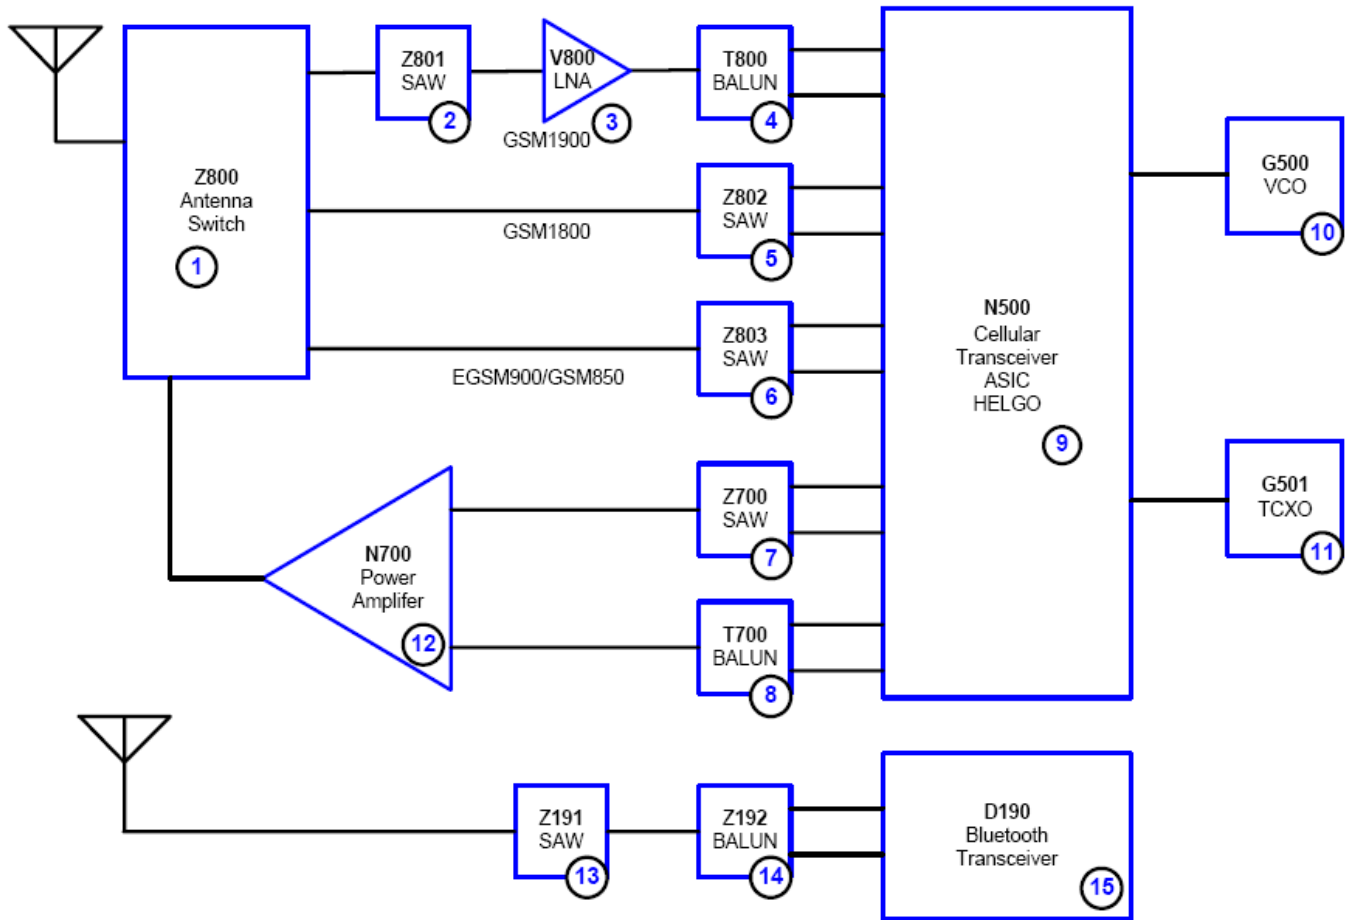 Z801
SAW
2
V800
LNA
3
GSM1900
T800
BALUN
4
Z800
Antenna
Switch
1
GSM1800
Z802
SAW
5
G500
VCO
10
EGSM900/GSM850
Z803
SAW
6
N500
Cellular
Transceiver
ASIC
HELGO
9
N700
Power
Amplifer
12
Z700
SAW
7
G501
TCXO
11
T700
BALUN
8
Z191
SAW
13
Z192
BALUN
14
D190
Bluetooth
Transceiver
15